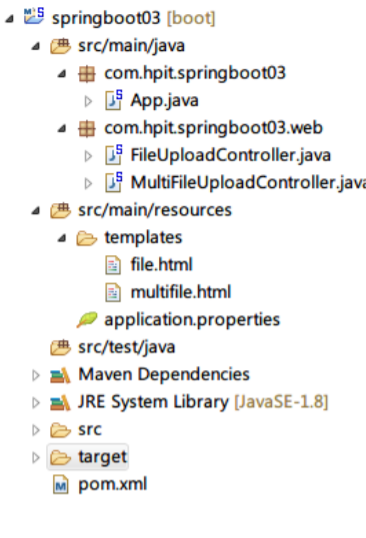 springboot03 [boot]
src/main/java
com.hpit.springboot03
App.java
com.hpit.springboot03.web
FileUploadController.java
MultiFileUploadController.java
src/main/resources
templates
file.html
multifile.html
application.properties
src/test/java
Maven Dependencies
JRE System Library [JavaSE-1.8]
src
target
pom.xml